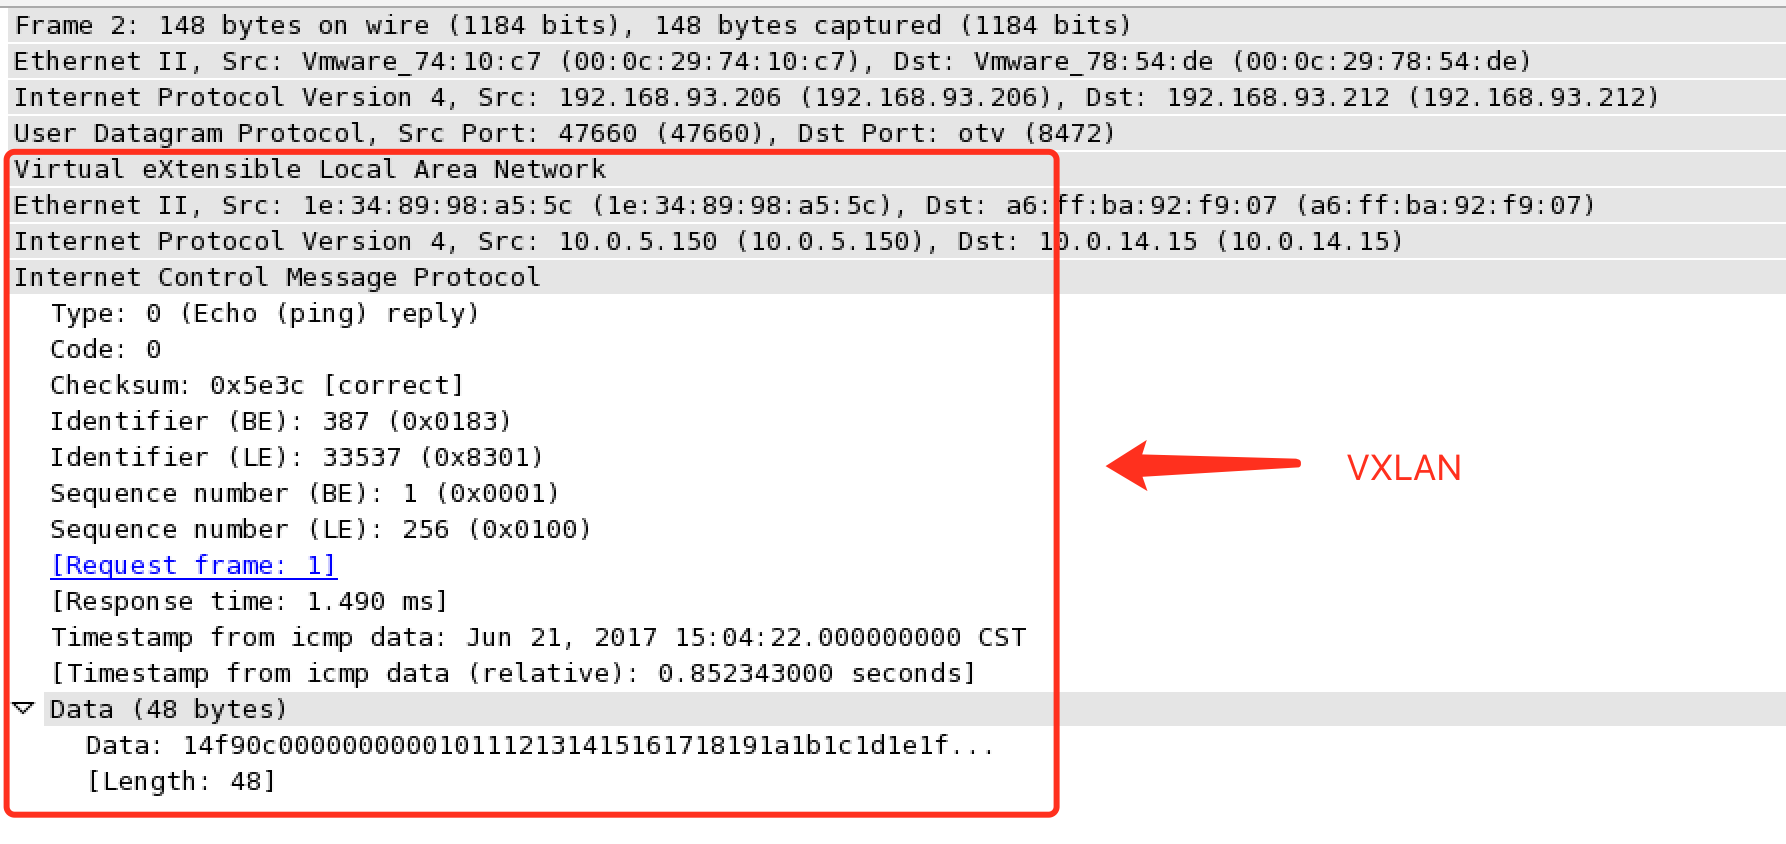 Frame 2: 148 bytes on wire (1184 bits), 148 bytes captured (1184 bits)
Ethernet II, Src: Vmware_74:10:c7 (00:0c:29:74:10:c7), Dst: Vmware_78:54:de (00:0c:29:78:54:de)
Internet Protocol Version 4, Src: 192.168.93.206 (192.168.93.206), Dst: 192.168.93.212 (192.168.93.212)
User Datagram Protocol, Src Port: 47660 (47660), Dst Port: otv (8472)
Virtual eXtensible Local Area Network
Ethernet II, Src: 1e:34:89:98:a5:5c (1e:34:89:98:a5:5c), Dst: a6:ff:ba:92:f9:07 (a6:ff:ba:92:f9:07)
Internet Protocol Version 4, Src: 10.0.5.150 (10.0.5.150), Dst: 10.0.14.15 (10.0.14.15)
Internet Control Message Protocol
Type: 0 (Echo (ping) reply)
Code: 0
Checksum: 0x5e3c [correct]
Identifier (BE): 387 (0x0183)
Identifier (LE): 33537 (0x8301)
VXLAN
Sequence number (BE): 1 (0x0001)
Sequence number (LE): 256 (0x0100)
[Request frame: 1]
[Response time: 1.490 ms]
Timestamp from icmp data: Jun 21, 2017 15:04:22.000000000 CST
[Timestamp from icmp data (relative): 0.852343000 seconds]
Data (48 bytes)
Data: 14f90c0000000000101112131415161718191a1b1c1d1e1f...
[Length: 48]